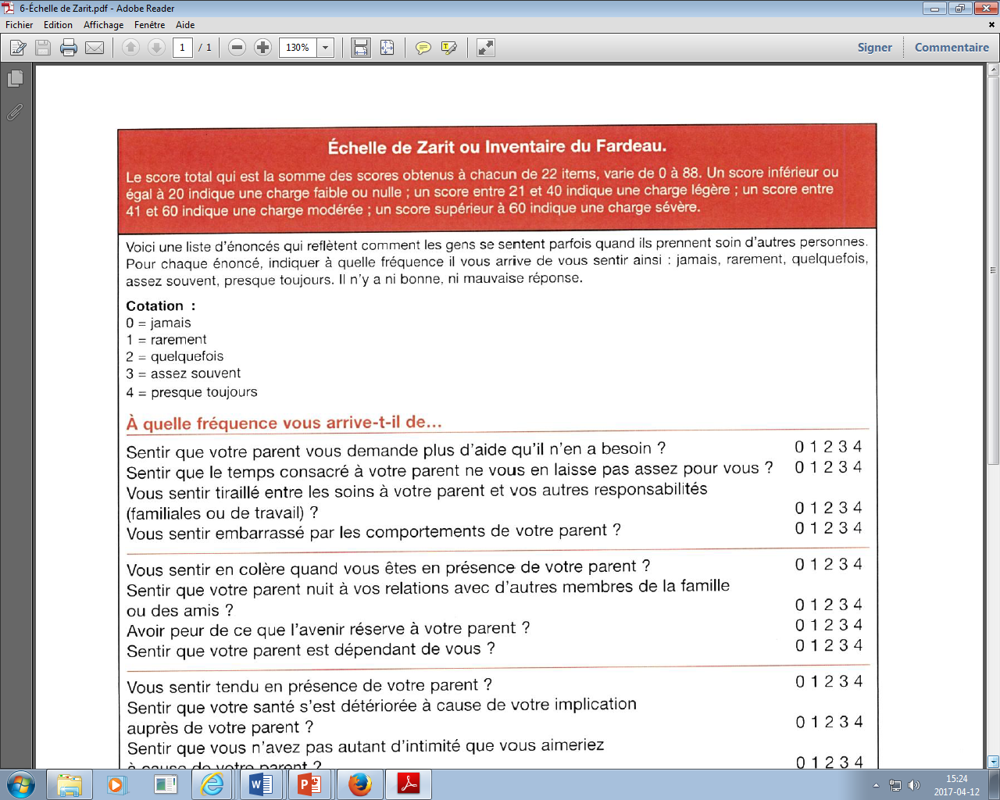 6-Échelle de Zarit.pdf - Adobe Reader
Fichier Edition Affichage Fenêtre Aide
1 / 1 130% Signer Commentaire
Échelle de Zarit ou Inventaire du Fardeau.
Le score total qui est la somme des scores obtenus à chacun de 22 items, varie de 0 à 88. Un score inférieur ou
égal à 20 indique une charge faible ou nulle ; un score entre 21 et 40 indique une charge légère ; un score entre
41 et 60 indique une charge modérée ; un score supérieur à 60 indique une charge sévère.
Voici une liste d'énoncés qui reflètent comment les gens se sentent parfois quand ils prennent soin d'autres personnes.
Pour chaque énoncé, indiquer à quelle fréquence il vous arrive de vous sentir ainsi : jamais, rarement, quelquefois,
assez souvent, presque toujours. Il n'y a ni bonne, ni mauvaise réponse.
Cotation :
0 = jamais
1 = rarement
2 = quelquefois
3 = assez souvent
4 = presque toujours
À quelle fréquence vous arrive-t-il de...
Sentir que votre parent vous demande plus d'aide qu'il n'en a besoin ? 0 1 2 3 4
Sentir que le temps consacré à votre parent ne vous en laisse pas assez pour vous ? 0 1 2 3 4
Vous sentir tiraillé entre les soins à votre parent et vos autres responsabilités
(familiales ou de travail) ? 0 1 2 3 4
Vous sentir embarrassé par les comportements de votre parent ? 0 1 2 3 4
Vous sentir en colère quand vous êtes en présence de votre parent ? 0 1 2 3 4
Sentir que votre parent nuit à vos relations avec d'autres membres de la famille
ou des amis ? 0 1 2 3 4
Avoir peur de ce que l'avenir réserve à votre parent ? 0 1 2 3 4
Sentir que votre parent est dépendant de vous ? 0 1 2 3 4
Vous sentir tendu en présence de votre parent ? 0 1 2 3 4
Sentir que votre santé s'est détériorée à cause de votre implication
auprès de votre parent ? 0 1 2 3 4
Sentir que vous n'avez pas autant d'intimité que vous aimeriez
à cause de votre parent ? 0 1 2 3 4
15:24
2017-04-12